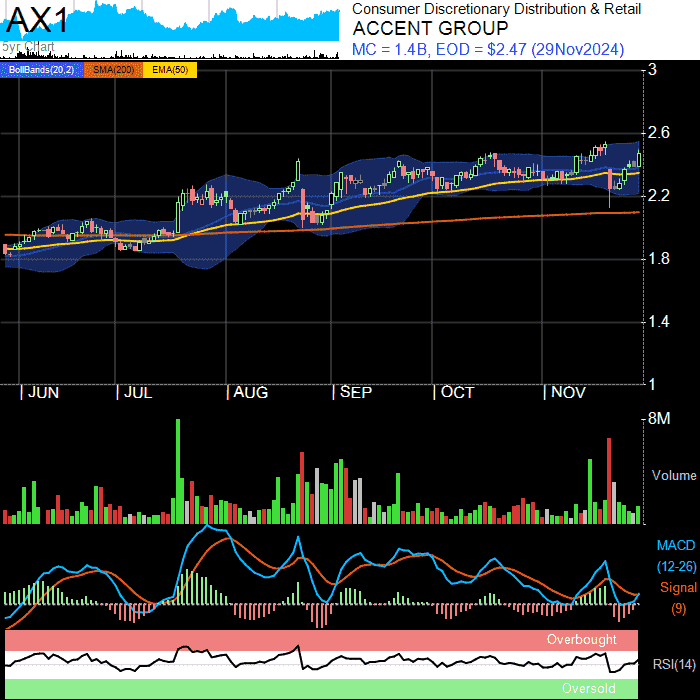 AX1
5yr Chart
Consumer Discretionary Distribution & Retail
ACCENT GROUP
MC = 1.4B, EOD = $2.47 (29Nov2024)
BollBands(20,2) SMA(200) EMA(50)
3
2.6
2.2
1.8
1.4
1
JUN JUL AUG SEP OCT NOV
8M
Volume
MACD
(12-26)
Signal
(9)
Overbought
RSI(14)
Oversold